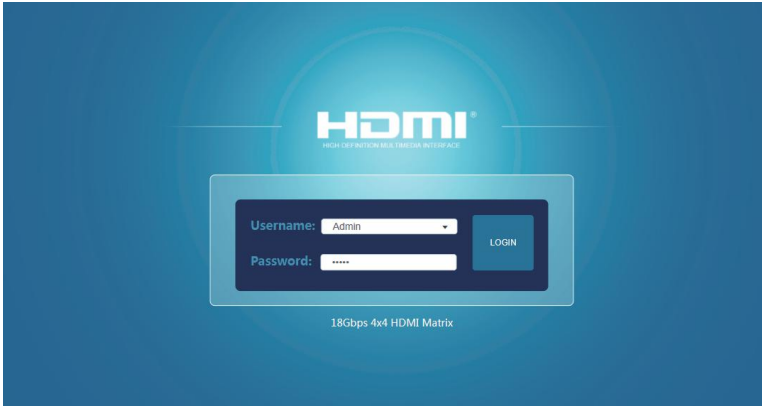 HDMI®
HIGH-DEFINITION MULTIMEDIA INTERFACE
Username: Admin
LOGIN
Password: •••••
18Gbps 4x4 HDMI Matrix